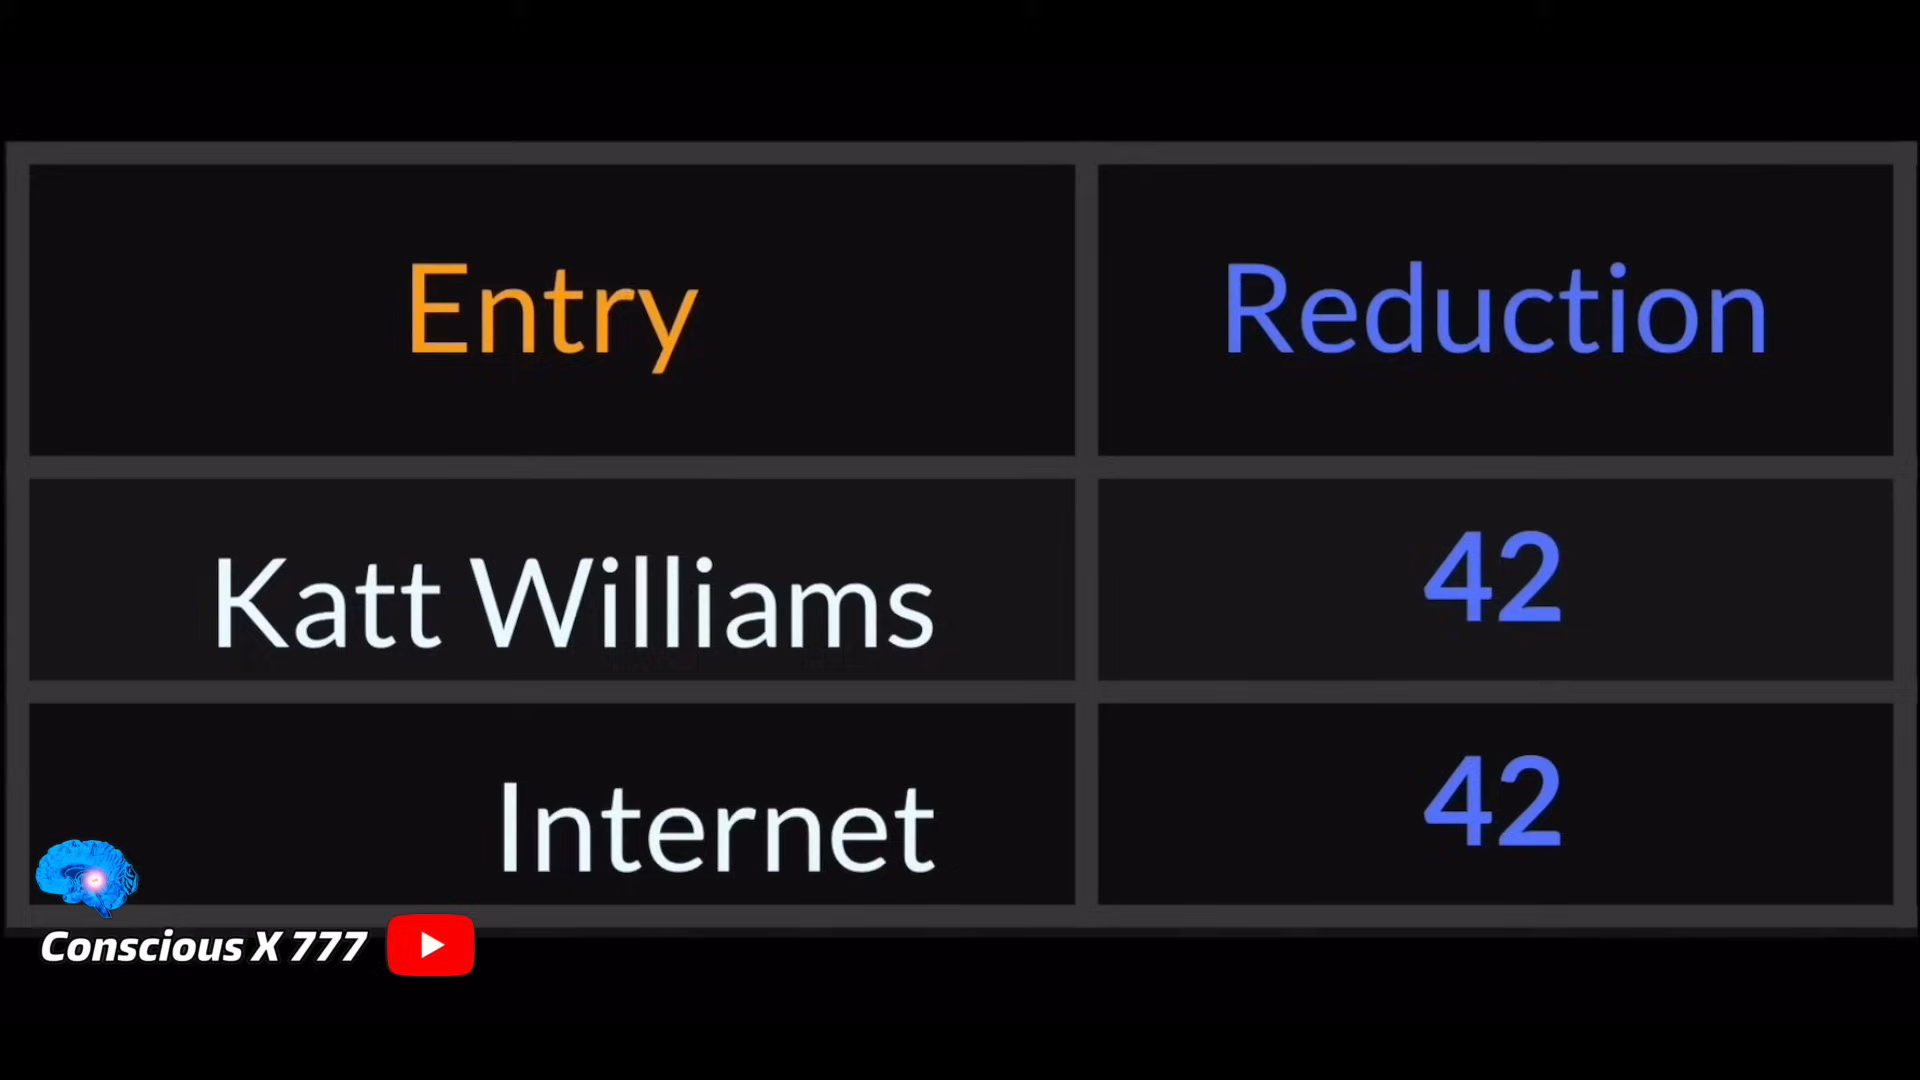 Entry Reduction
Katt Williams 42
Internet 42
Conscious X 777